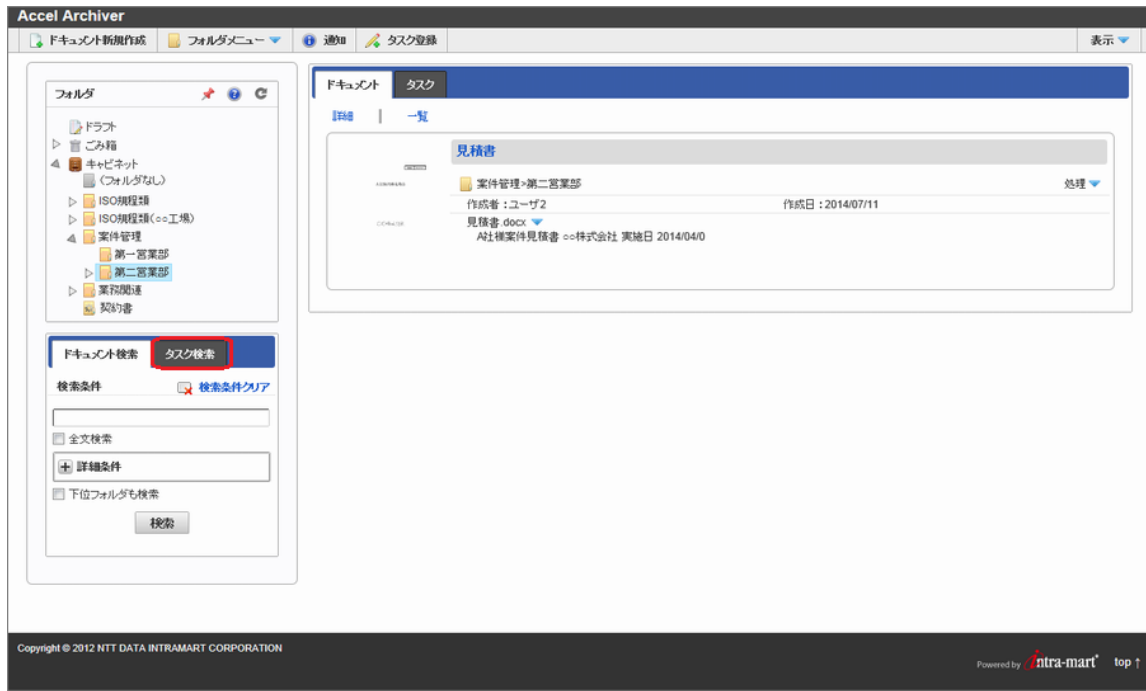 Accel Archiver
ドキュメント新規作成 フォルダメニュー 通知 タスク登録 表示
フォルダ
ドラフト
ごみ箱
キャビネット
(フォルダなし)
ISO規程類
ISO規程類(○○工場)
案件管理
第一営業部
第二営業部
業務関連
契約書
ドキュメント検索 タスク検索
検索条件 検索条件クリア
全文検索
詳細条件
下位フォルダも検索
検索
ドキュメント タスク
詳細 | 一覧
見積書
案件管理>第二営業部 処理
作成者:ユーザ2 作成日:2014/07/11
見積書.docx
A社様案件見積書 ○○株式会社 実施日 2014/04/0
Copyright © 2012 NTT DATA INTRAMART CORPORATION
Powered by intra-mart top ↑